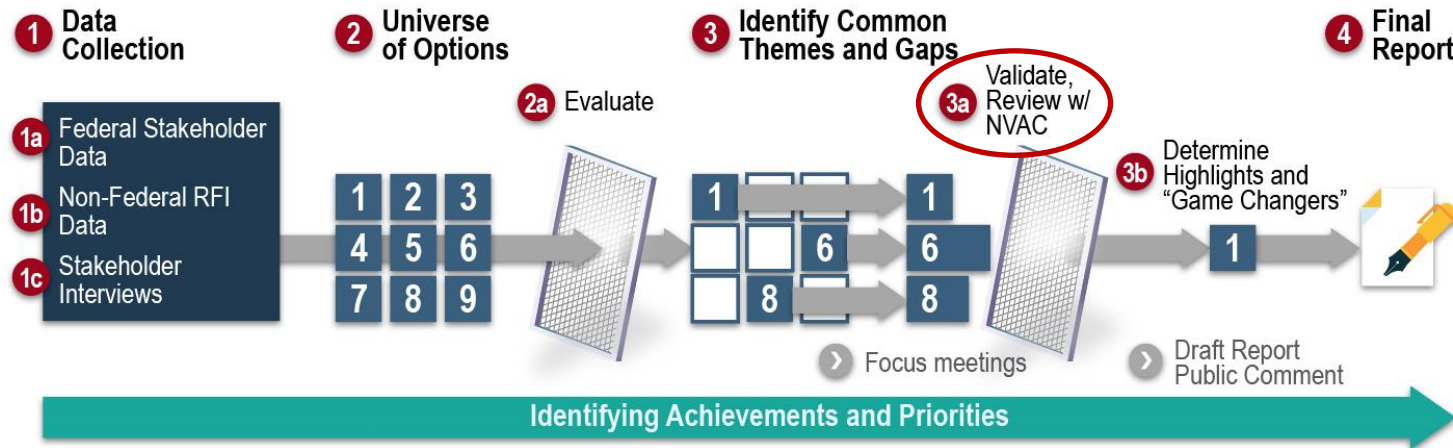 1 Data
Collection
2 Universe
of Options
3 Identify Common
Themes and Gaps
4 Final
Report
1a Federal Stakeholder
Data
1b Non-Federal RFI
Data
1c Stakeholder
Interviews
1 2 3
4 5 6
7 8 9
2a Evaluate
1
6
8
1
6
8
3a Validate,
Review w/
NVAC
3b Determine
Highlights and
“Game Changers”
1
Focus meetings
Draft Report
Public Comment
Identifying Achievements and Priorities